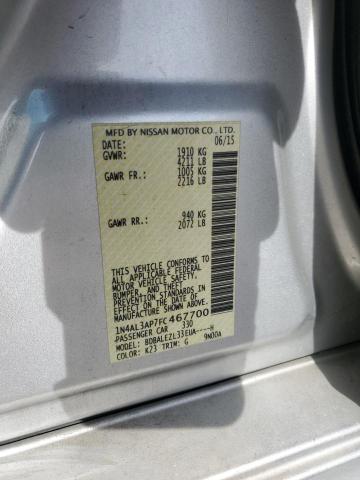 MFD BY NISSAN MOTOR CO., LTD.
DATE: 06/15
GVWR: 1910 KG
4211 LB
GAWR FR.: 1005 KG
2216 LB
GAWR RR.: 940 KG
2072 LB
THIS VEHICLE CONFORMS TO
ALL APPLICABLE FEDERAL
MOTOR VEHICLE SAFETY,
BUMPER, AND THEFT
PREVENTION STANDARDS IN
EFFECT ON THE DATE OF
MANUFACTURE SHOWN ABOVE.
1N4AL3AP7FC467700
PASSENGER CAR 330
MODEL: BDBALEZL33EUA----H
COLOR: K23 TRIM: G 9N00A